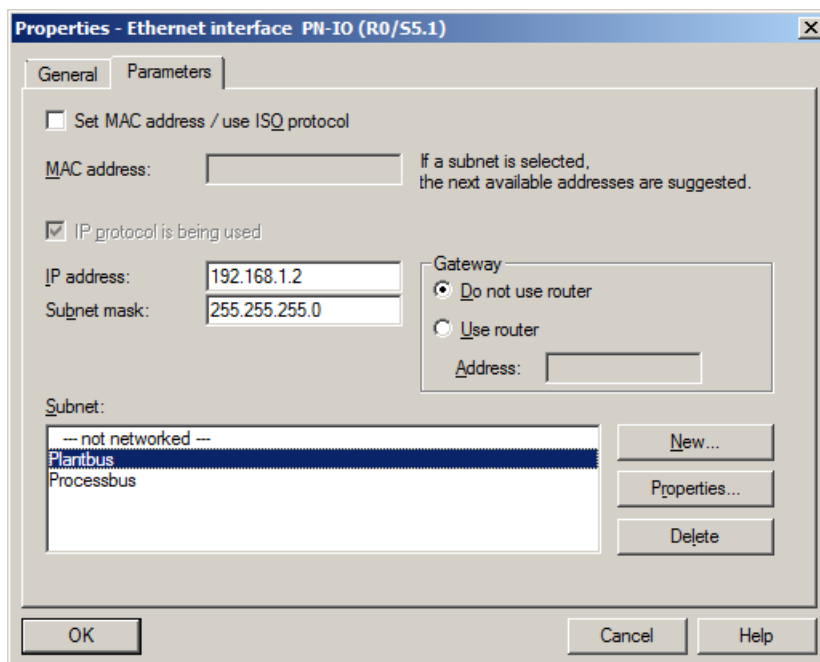 Properties - Ethernet interface PN-IO (R0/S5.1)
General
Parameters
Set MAC address / use ISO protocol
MAC address:
If a subnet is selected,
the next available addresses are suggested.
IP protocol is being used
IP address:
192.168.1.2
Subnet mask:
255.255.255.0
Gateway
Do not use router
Use router
Address:
Subnet:
--- not networked ---
Plantbus
Processbus
New...
Properties...
Delete
OK
Cancel
Help